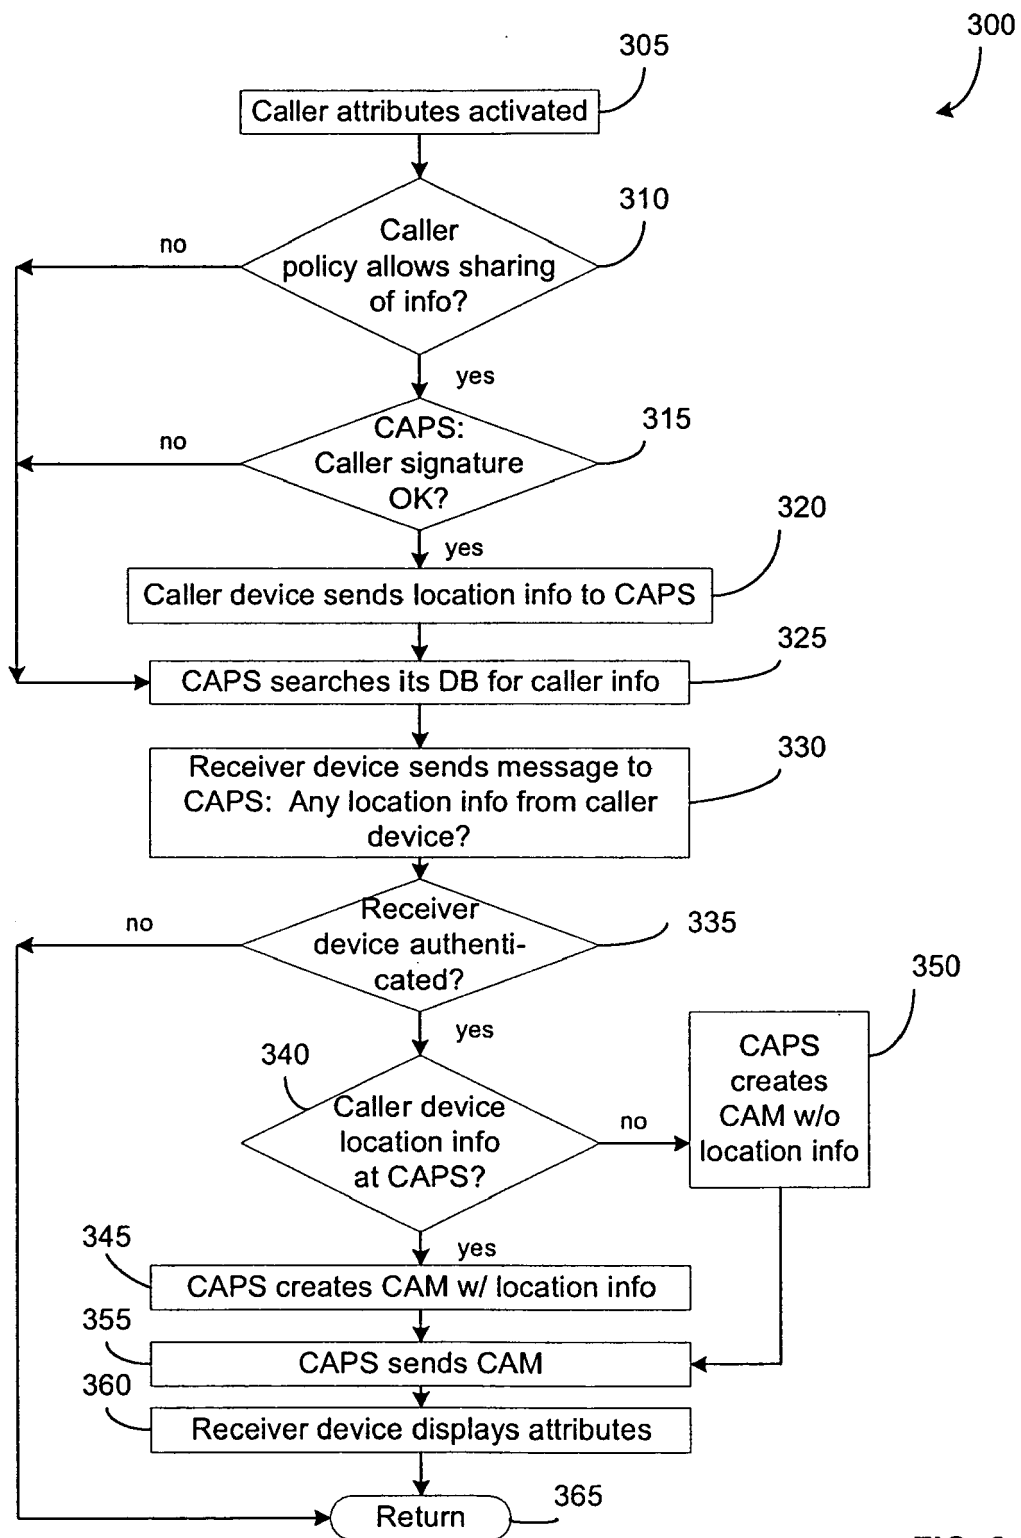 300
305
Caller attributes activated
310
Caller
policy allows sharing
of info?
no
yes
315
CAPS:
Caller signature
OK?
no
yes
320
Caller device sends location info to CAPS
325
CAPS searches its DB for caller info
330
Receiver device sends message to
CAPS: Any location info from caller
device?
335
Receiver
device authenti-
cated?
no
yes
350
CAPS
creates
CAM w/o
location info
340
Caller device
location info
at CAPS?
no
yes
345
CAPS creates CAM w/ location info
355
CAPS sends CAM
360
Receiver device displays attributes
365
Return